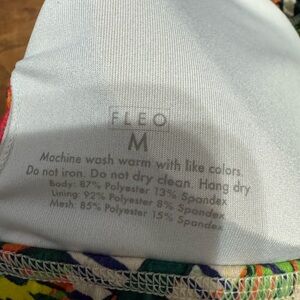 FLEO
M
Machine wash warm with like colors.
Do not iron. Do not dry clean. Hang dry
Body: 87% Polyester 13% Spandex
Lining: 92% Polyester 8% Spandex
Mesh: 85% Polyester 15% Spandex